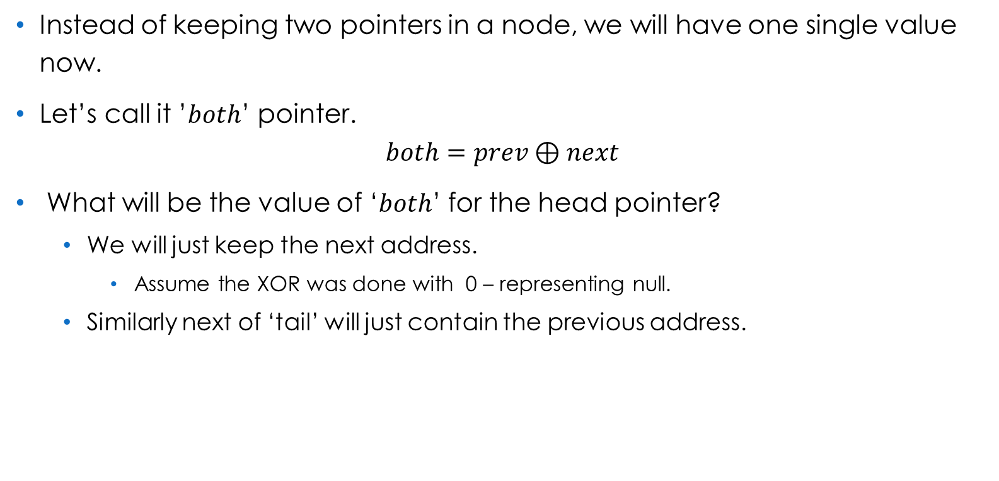 • Instead of keeping two pointers in a node, we will have one single value
now.
• Let’s call it ’both’ pointer.
both = prev ⊕ next
• What will be the value of ‘both’ for the head pointer?
• We will just keep the next address.
• Assume the XOR was done with 0 – representing null.
• Similarly next of ‘tail’ will just contain the previous address.